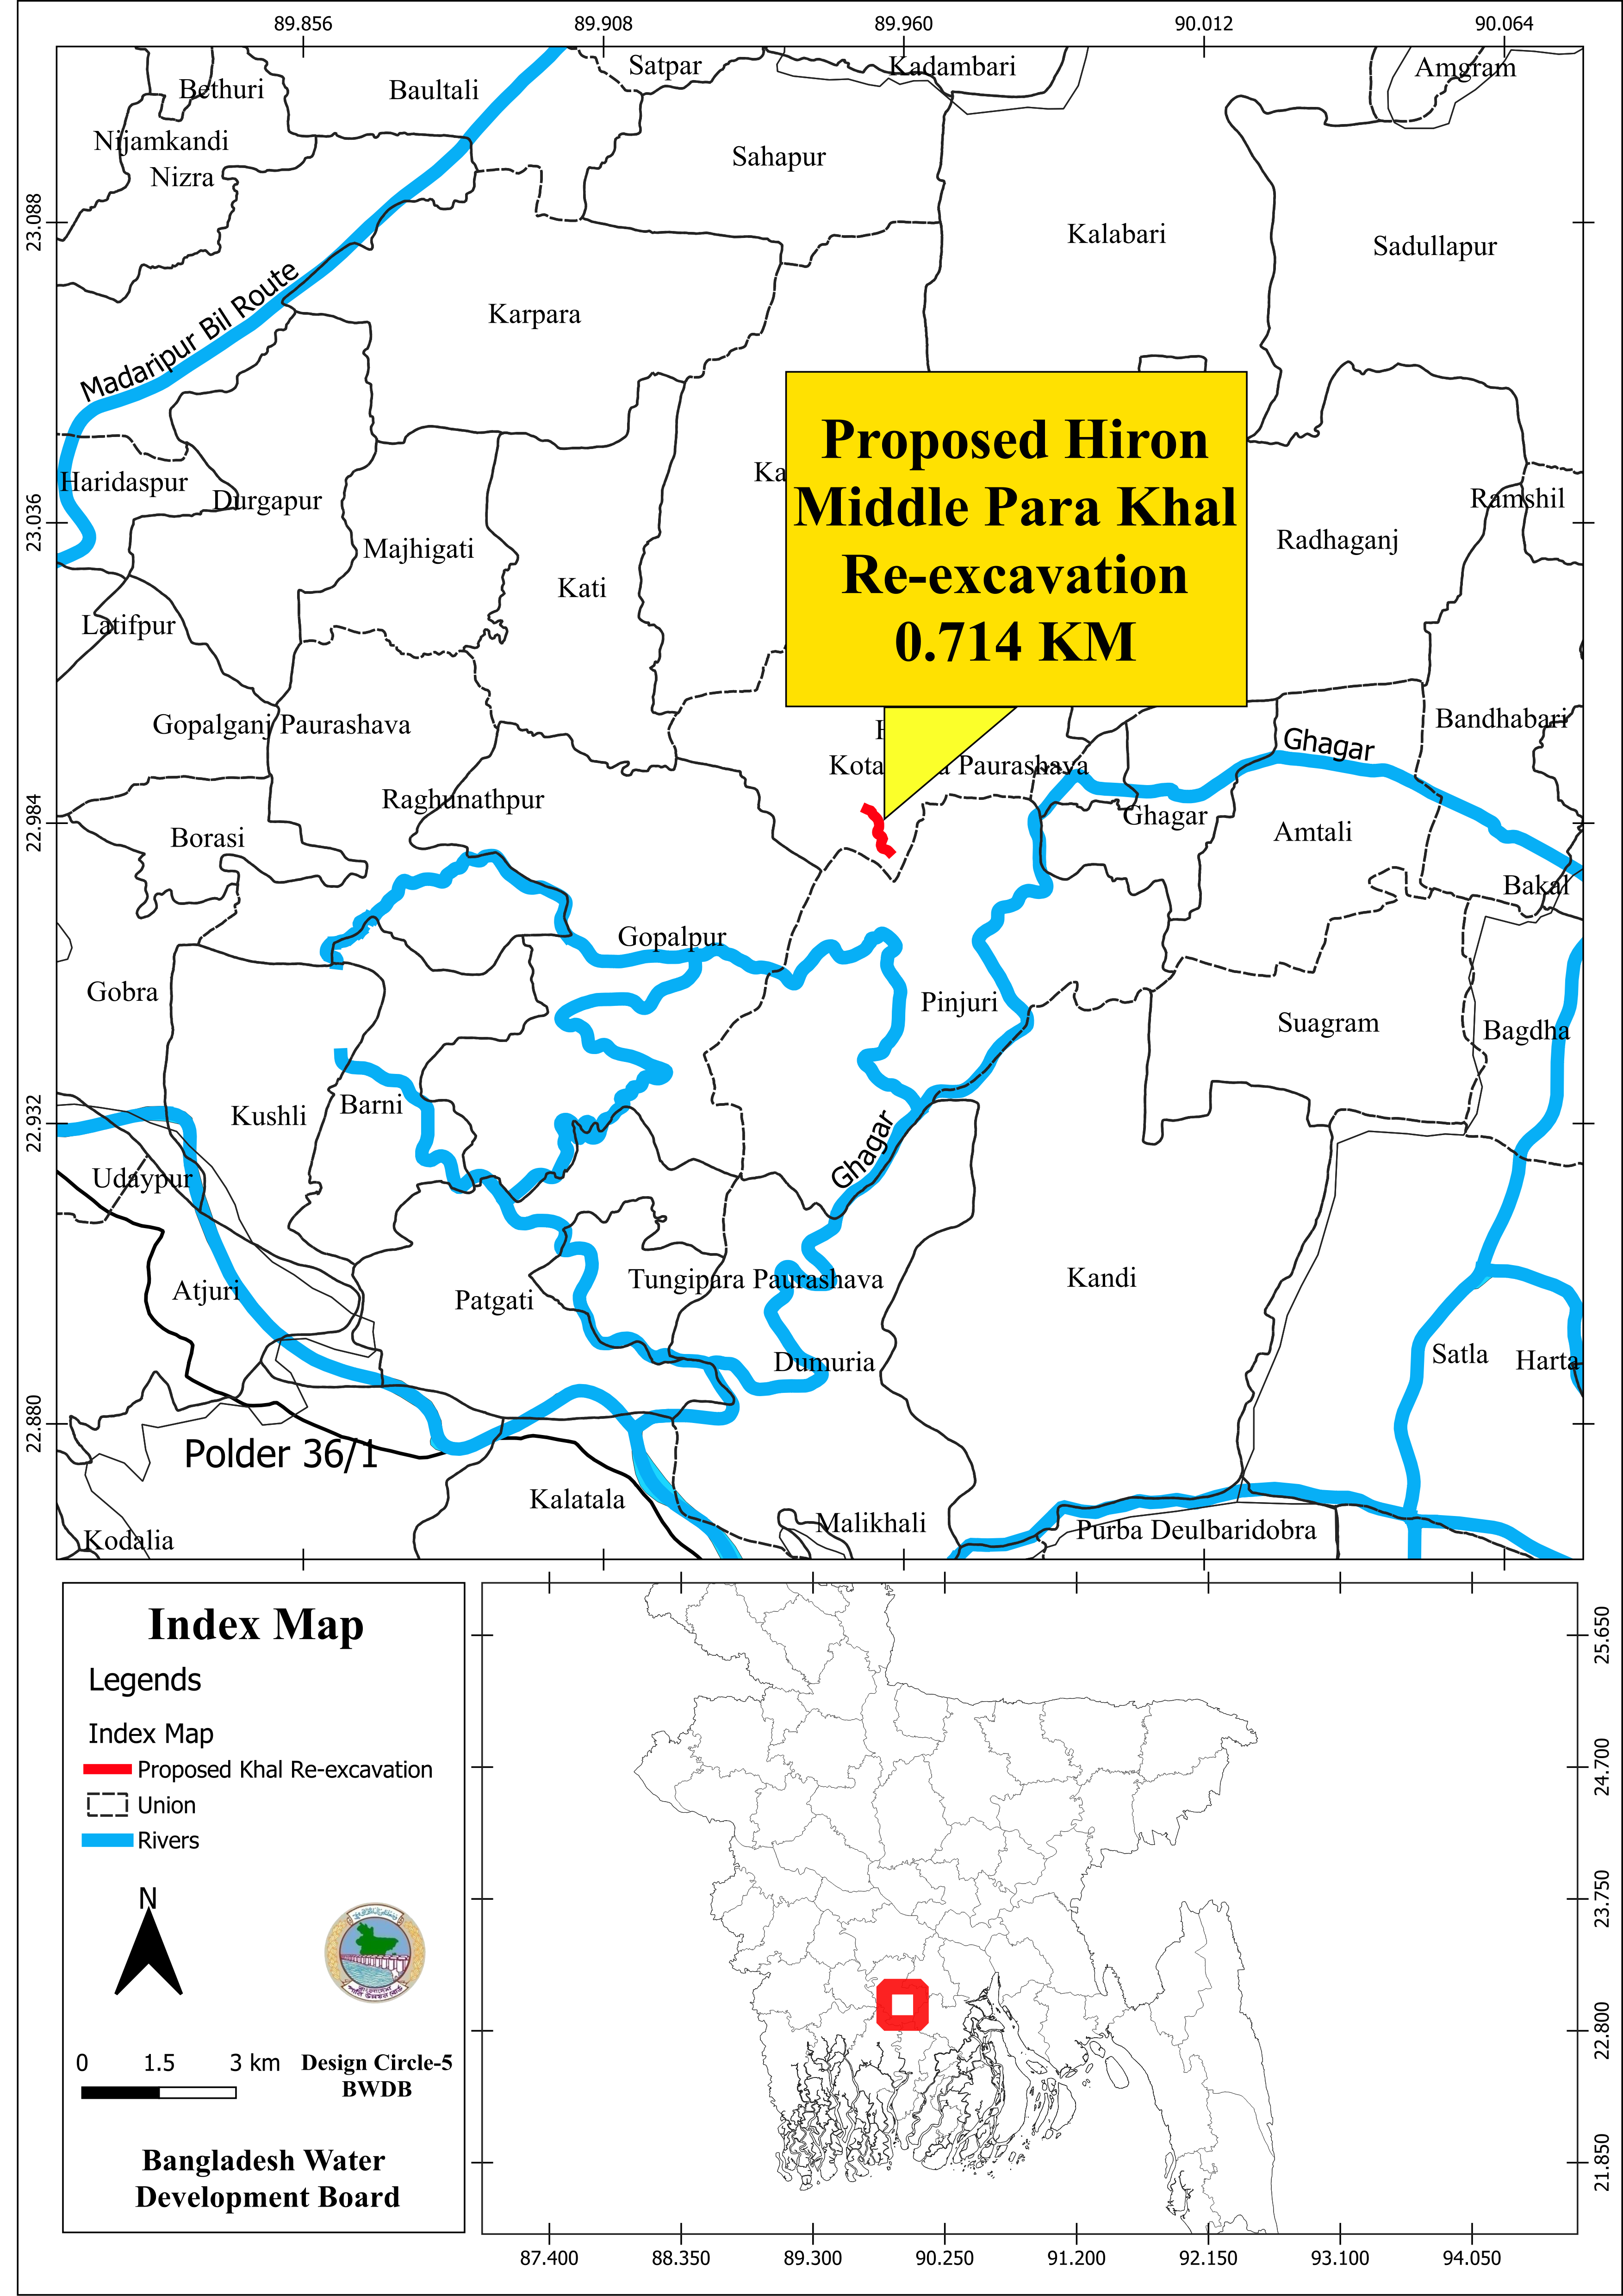 89.856 89.908 89.960 90.012 90.064
Satpar Kadambari Amgram
Bethuri Baultali
Nijamkandi
Sahapur
Nizra
23.088
Kalabari
Sadullapur
Madaripur Bil Route
Karpara
Proposed Hiron
Middle Para Khal
Re-excavation
0.714 KM
Ka
Haridaspur
Durgapur
Ramshil
23.036
Majhigati
Radhaganj
Kati
Latifpur
Gopalganj Paurashava
Bandhabari
Ghagar
Kota Paurashava
Raghunathpur
22.984
Ghagar
Borasi
Amtali
Bakal
Gopalpur
Gobra
Pinjuri
Suagram
Bagdha
22.932
Kushli
Barni
Ghagar
Udaypur
Atjuri
Patgati
Tungipara Paurashava
Kandi
Dumuria
Satla
Harta
22.880
Polder 36/1
Kalatala
Malikhali
Purba Deulbaridobra
Kodalia
Index Map
Legends
Index Map
Proposed Khal Re-excavation
Union
Rivers
N
0 1.5 3 km
Design Circle-5
BWDB
Bangladesh Water
Development Board
25.650
24.700
23.750
22.800
21.850
87.400 88.350 89.300 90.250 91.200 92.150 93.100 94.050